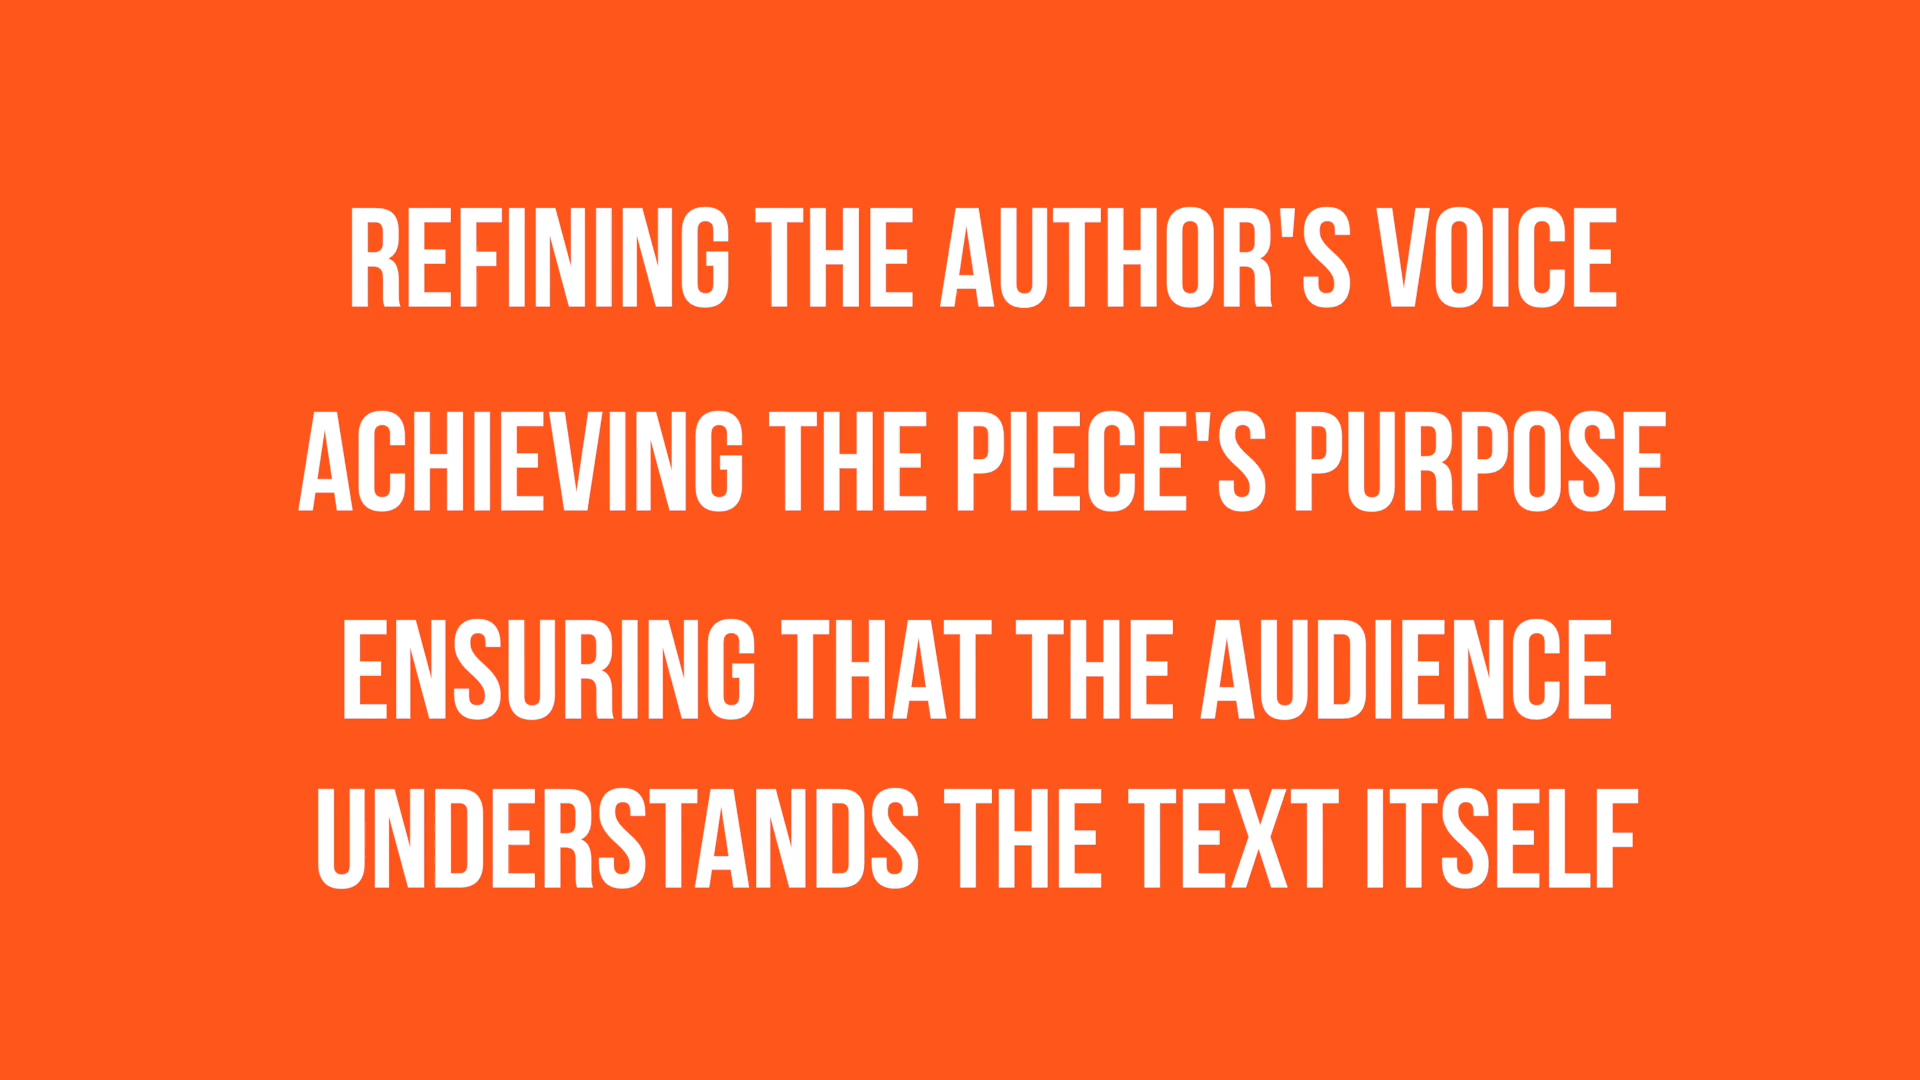 REFINING THE AUTHOR'S VOICE
ACHIEVING THE PIECE'S PURPOSE
ENSURING THAT THE AUDIENCE
UNDERSTANDS THE TEXT ITSELF